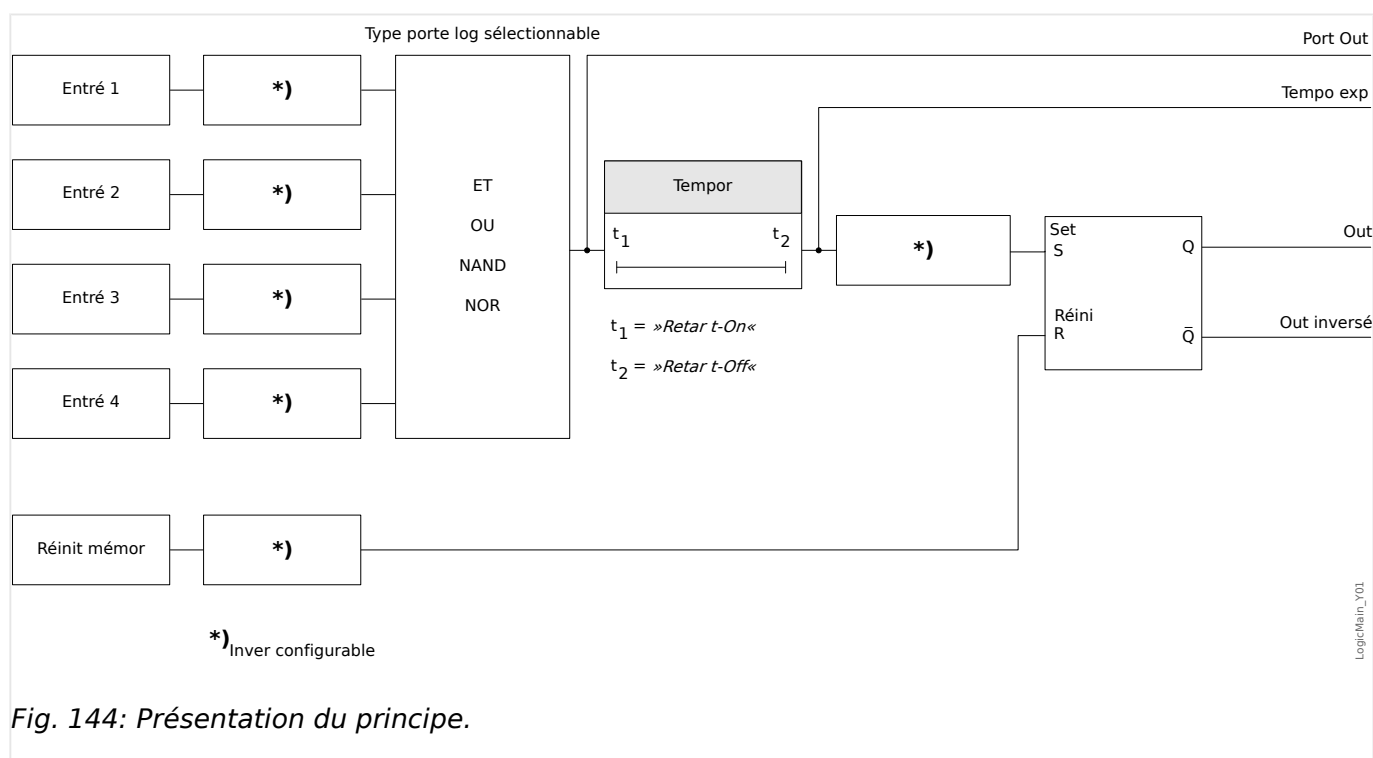 Type porte log sélectionnable
Port Out
Entré 1
*)
Tempo exp
Entré 2
*)
ET
Tempor
OU
t1
t2
*)
Set
S
Q
Out
NAND
Entré 3
*)
NOR
Réini
R
Q̅
Out inversé
t1 = »Retar t-On«
t2 = »Retar t-Off«
Entré 4
*)
Réinit mémor
*)
*)Inver configurable
LogicMain_Y01
Fig. 144: Présentation du principe.